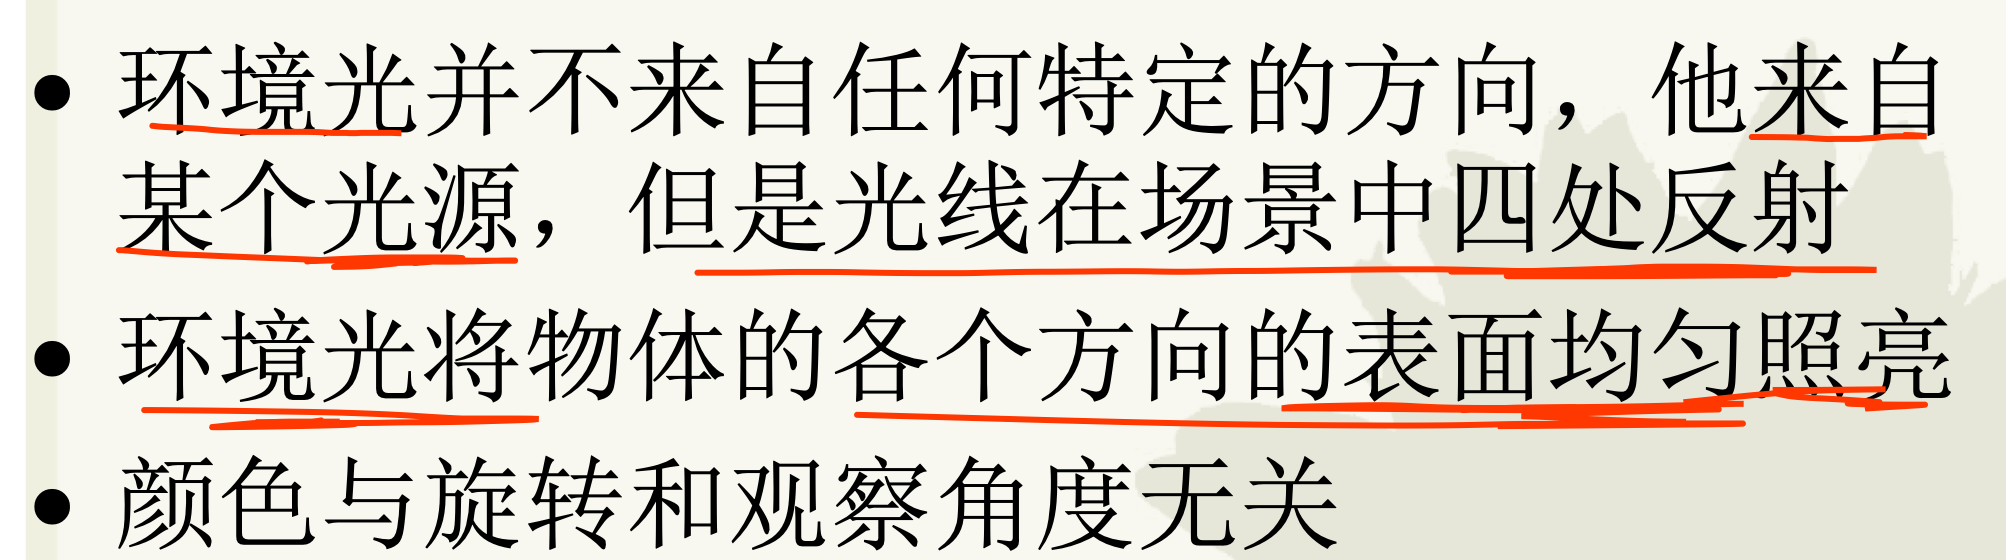 • 环境光并不来自任何特定的方向，他来自
某个光源，但是光线在场景中四处反射
• 环境光将物体的各个方向的表面均匀照亮
• 颜色与旋转和观察角度无关